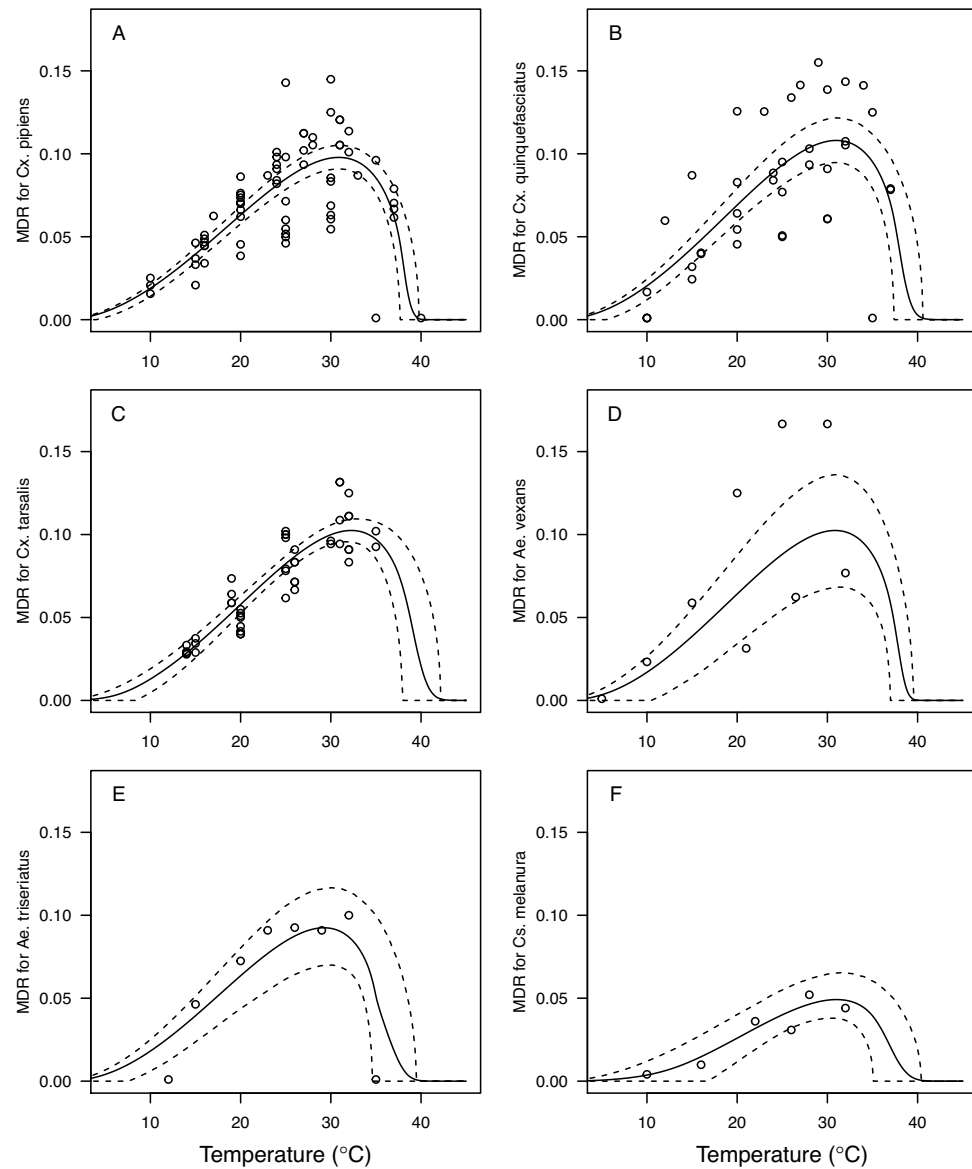 A
MDR for Cx. pipiens
0.15
0.10
0.05
0.00
10 20 30 40
B
MDR for Cx. quinquefasciatus
0.15
0.10
0.05
0.00
10 20 30 40
C
MDR for Cx. tarsalis
0.15
0.10
0.05
0.00
10 20 30 40
D
MDR for Ae. vexans
0.15
0.10
0.05
0.00
10 20 30 40
E
MDR for Ae. triseriatus
0.15
0.10
0.05
0.00
10 20 30 40
Temperature (°C)
F
MDR for Cs. melanura
0.15
0.10
0.05
0.00
10 20 30 40
Temperature (°C)